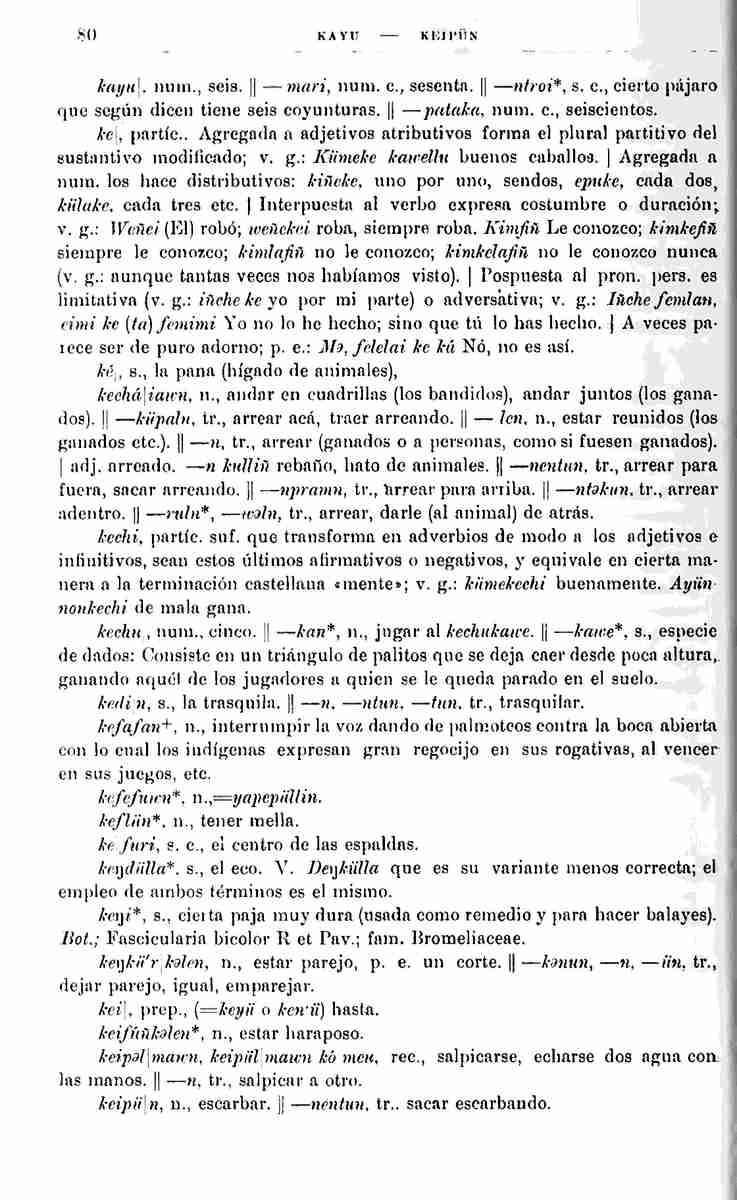 80 KAYU — KEIPÜN
kayu|. num., seis. || — mari, num. c., sesenta. || —ntroi*, s. c., cierto pájaro
que según dicen tiene seis coyunturas. || —pataka, num. c., seiscientos.
ke|, partíc.. Agregada a adjetivos atributivos forma el plural partitivo del
sustantivo modificado; v. g.: Kümeke kawellu buenos caballos. | Agregada a
num. los hace distributivos: kiñeke, uno por uno, sendos, epuke, cada dos,
külake, cada tres etc. | Interpuesta al verbo expresa costumbre o duración;
v. g.: Weñei (El) robó; weñekei roba, siempre roba. Kimfiñ Le conozco; kimkefiñ
siempre le conozco; kimlafiñ no le conozco; kimkelafiñ no le conozco nunca
(v. g.: aunque tantas veces nos habíamos visto). | Pospuesta al pron. pers. es
limitativa (v. g.: iñche ke yo por mi parte) o adversativa; v. g.: Iñche femlan,
eimi ke (ta) femimi Yo no lo he hecho; sino que tú lo has hecho. | A veces pa-
rece ser de puro adorno; p. e.: Mə, felelai ke ká Nó, no es así.
ké|, s., la pana (hígado de animales),
kechá|iawn, n., andar en cuadrillas (los bandidos), andar juntos (los gana-
dos). || —küpaln, tr., arrear acá, traer arreando. || — len, n., estar reunidos (los
ganados etc.). || —n, tr., arrear (ganados o a personas, como si fuesen ganados).
| adj. arreado. —n kulliñ rebaño, hato de animales. || —nentun, tr., arrear para
fuera, sacar arreando. || —npramn, tr., arrear para arriba. || —ntəkun, tr., arrear
adentro. || —ruln*, —wəln, tr., arrear, darle (al animal) de atrás.
kechi, partíc. suf. que transforma en adverbios de modo a los adjetivos e
infinitivos, sean estos últimos afirmativos o negativos, y equivale en cierta ma-
nera a la terminación castellana «mente»; v. g.: kümekechi buenamente. Ayün-
nonkechi de mala gana.
kechu|, num., cinco. || —kan*, n., jugar al kechukawe. || —kawe*, s., especie
de dados: Consiste en un triángulo de palitos que se deja caer desde poca altura,
ganando aquél de los jugadores a quien se le queda parado en el suelo.
kedi|n, s., la trasquila. || —n, —ntun, —tun, tr., trasquilar.
kefafan+, n., interrumpir la voz dando de palmoteos contra la boca abierta
con lo cual los indígenas expresan gran regocijo en sus rogativas, al vencer
en sus juegos, etc.
kefefuwn*, n.,=yapepüllin.
keflün*, n., tener mella.
ke furi, s. c., el centro de las espaldas.
keŋdülla*, s., el eco. V. Deŋkülla que es su variante menos correcta; el
empleo de ambos términos es el mismo.
keŋi*, s., cierta paja muy dura (usada como remedio y para hacer balayes).
Bot.; Fascicularia bicolor R et Pav.; fam. Bromeliaceae.
keŋkü'r|kəlen, n., estar parejo, p. e. un corte. || —kənun, —n, —ün, tr.,
dejar parejo, igual, emparejar.
kei|, prep., (=keyü o ken·ü) hasta.
keifúñkəlen*, n., estar haraposo.
keipəl|mawn, keipül|mawn kó meu, rec., salpicarse, echarse dos agua con
las manos. || —n, tr., salpicar a otro.
keipü|n, n., escarbar. || —nentun, tr.. sacar escarbando.